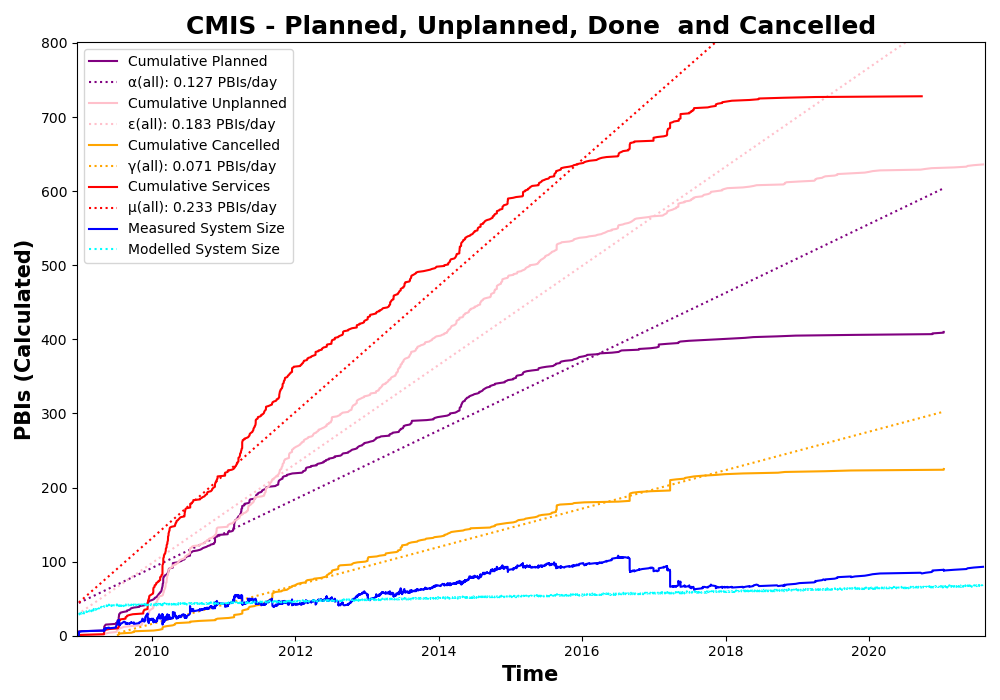 CMIS - Planned, Unplanned, Done  and Cancelled
800
700
600
500
400
300
200
100
0
PBIs (Calculated)
Cumulative Planned
α(all): 0.127 PBIs/day
Cumulative Unplanned
ε(all): 0.183 PBIs/day
Cumulative Cancelled
γ(all): 0.071 PBIs/day
Cumulative Services
μ(all): 0.233 PBIs/day
Measured System Size
Modelled System Size
2010 2012 2014 2016 2018 2020
Time